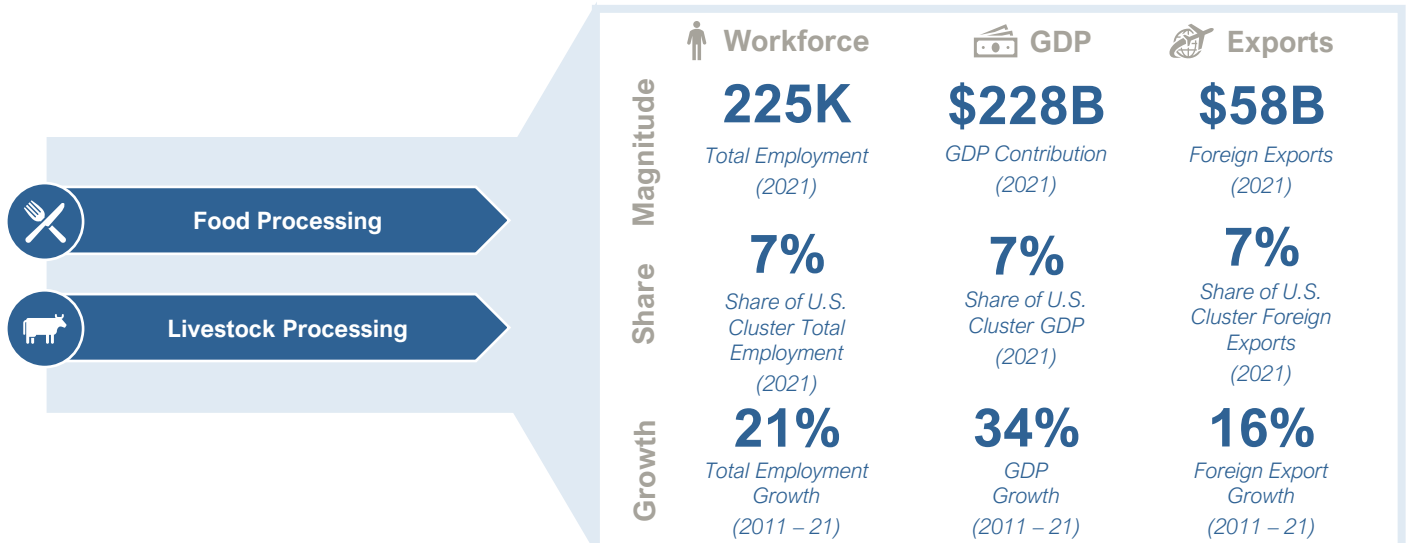 Food Processing
Livestock Processing
Workforce
GDP
Exports
Magnitude
225K
Total Employment
(2021)
$228B
GDP Contribution
(2021)
$58B
Foreign Exports
(2021)
Share
7%
Share of U.S.
Cluster Total
Employment
(2021)
7%
Share of U.S.
Cluster GDP
(2021)
7%
Share of U.S.
Cluster Foreign
Exports
(2021)
Growth
21%
Total Employment
Growth
(2011 – 21)
34%
GDP
Growth
(2011 – 21)
16%
Foreign Export
Growth
(2011 – 21)